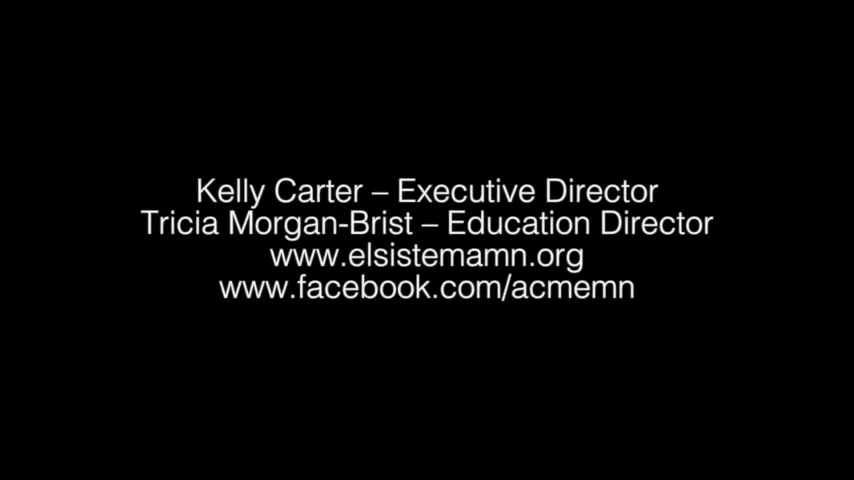 Kelly Carter – Executive Director
Tricia Morgan-Brist – Education Director
www.elsistemamn.org
www.facebook.com/acmemn